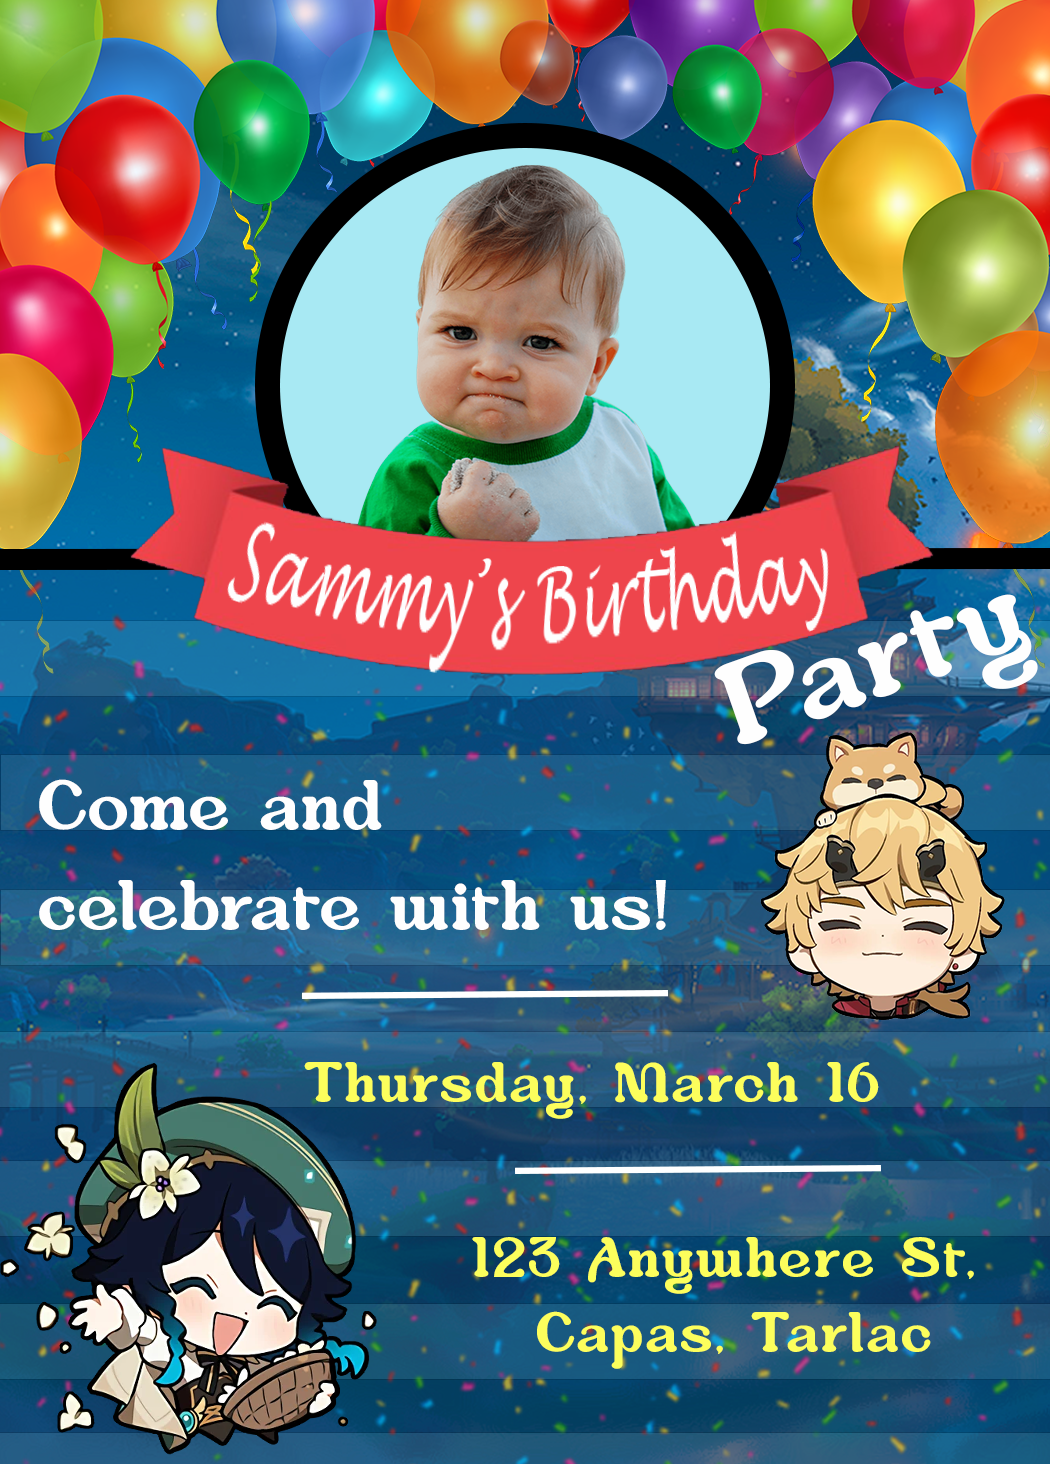 Sammy's Birthday
Party
Come and
celebrate with us!
Thursday, March 16
123 Anywhere St,
Capas, Tarlac